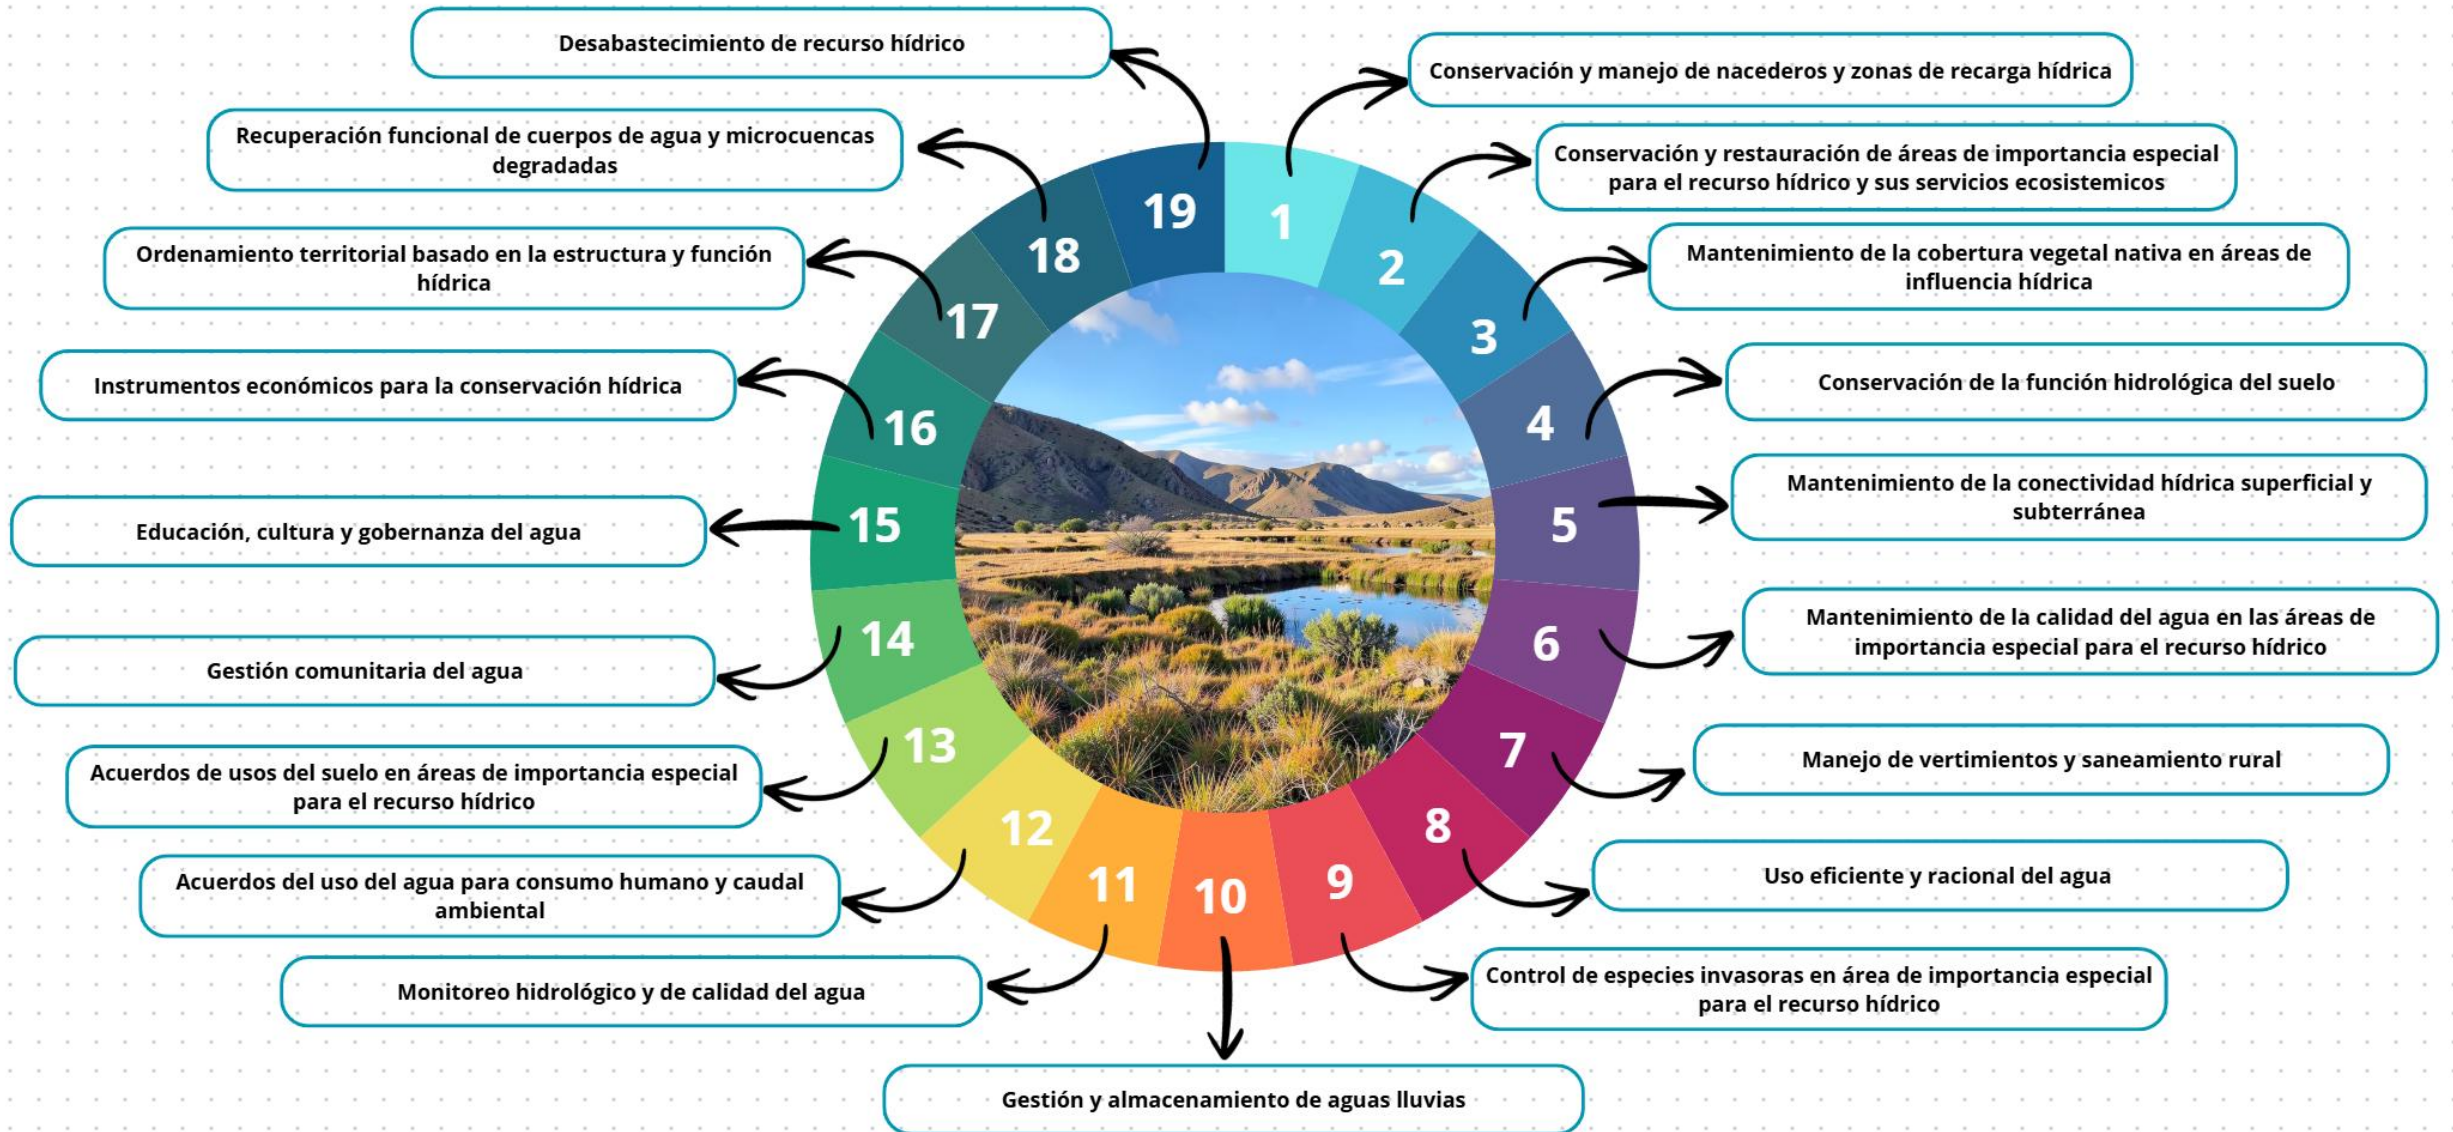 Desabastecimiento de recurso hídrico
Conservación y manejo de nacederos y zonas de recarga hídrica
Recuperación funcional de cuerpos de agua y microcuencas
degradadas
Conservación y restauración de áreas de importancia especial
para el recurso hídrico y sus servicios ecosistemicos
Ordenamiento territorial basado en la estructura y función
hídrica
Mantenimiento de la cobertura vegetal nativa en áreas de
influencia hídrica
Instrumentos económicos para la conservación hídrica
Conservación de la función hidrológica del suelo
Educación, cultura y gobernanza del agua
Mantenimiento de la conectividad hídrica superficial y
subterránea
Gestión comunitaria del agua
Mantenimiento de la calidad del agua en las áreas de
importancia especial para el recurso hídrico
Acuerdos de usos del suelo en áreas de importancia especial
para el recurso hídrico
Manejo de vertimientos y saneamiento rural
Acuerdos del uso del agua para consumo humano y caudal
ambiental
Uso eficiente y racional del agua
Monitoreo hidrológico y de calidad del agua
Control de especies invasoras en área de importancia especial
para el recurso hídrico
Gestión y almacenamiento de aguas lluvias
1
2
3
4
5
6
7
8
9
10
11
12
13
14
15
16
17
18
19